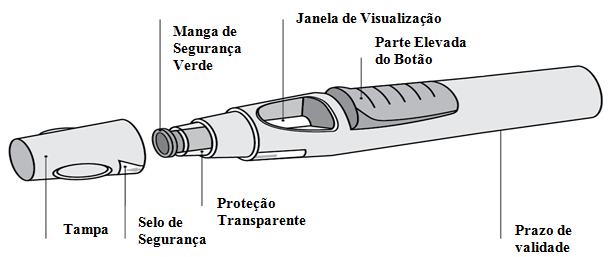 Manga de
Segurança
Verde
Janela de Visualização
Parte Elevada
do Botão
Tampa
Selo de
Segurança
Proteção
Transparente
Prazo de
validade